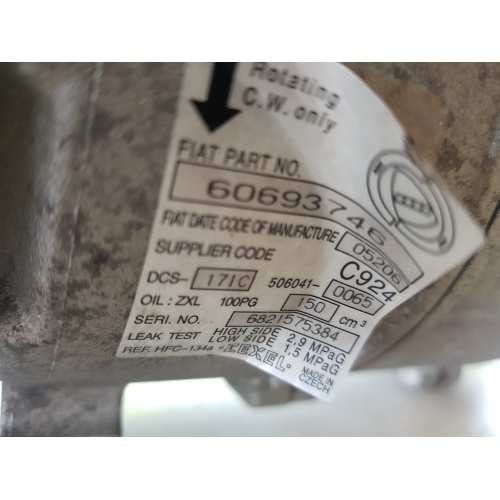 Rotating
C.W. only
FIAT PART NO.
60693746
FIAT DATE CODE OF MANUFACTURE 05206
SUPPLIER CODE C924
DCS- 171C 506041- 0065
OIL: ZXL 100PG 150 cm³
SERI. NO. 6821575384
LEAK TEST HIGH SIDE 2,9 MPaG
LOW SIDE 1,5 MPaG
REF. HFC-134a ZEXEL MADE IN CZECH